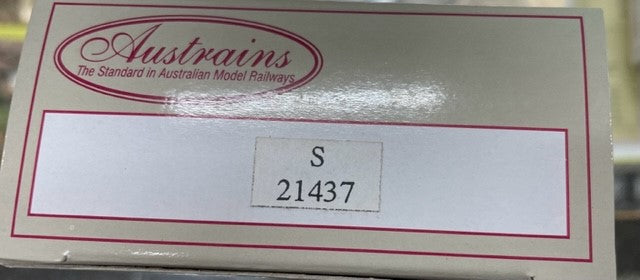 Austrains
The Standard in Australian Model Railways
S
21437